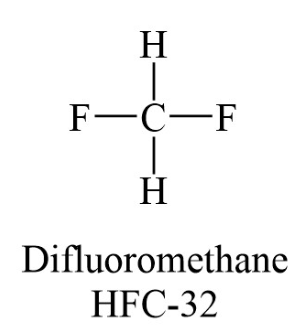 H
F—C—F
H
Difluoromethane
HFC-32